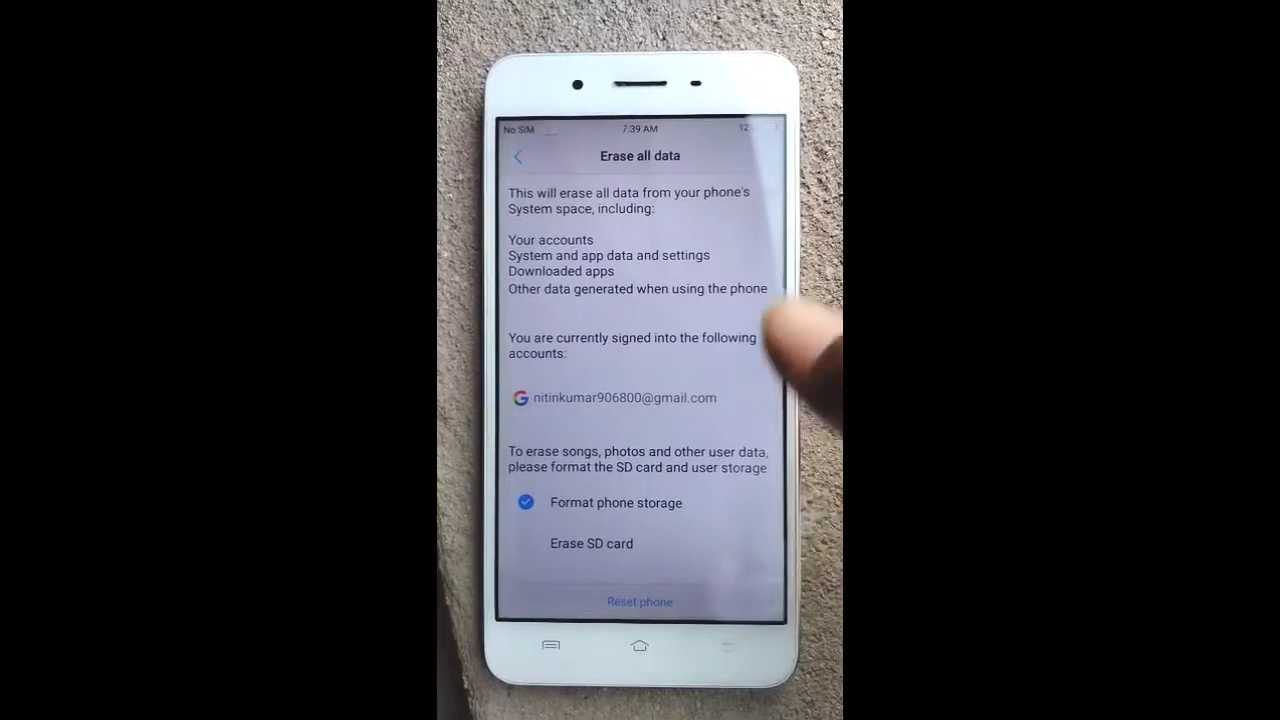 No SIM 7:39 AM
Erase all data
This will erase all data from your phone's
System space, including:
Your accounts
System and app data and settings
Downloaded apps
Other data generated when using the phone
You are currently signed into the following
accounts:
nitinkumar906800@gmail.com
To erase songs, photos and other user data,
please format the SD card and user storage
Format phone storage
Erase SD card
Reset phone